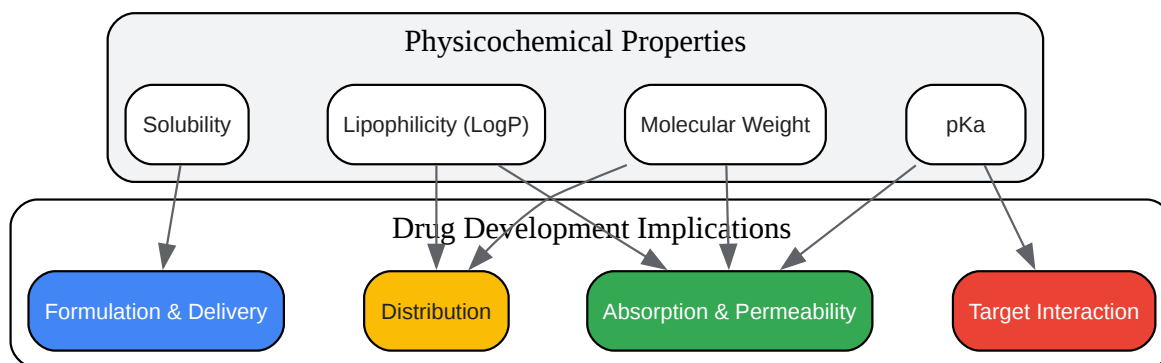 Physicochemical Properties
Solubility
Lipophilicity (LogP)
Molecular Weight
pKa
Drug Development Implications
Formulation & Delivery
Distribution
Absorption & Permeability
Target Interaction